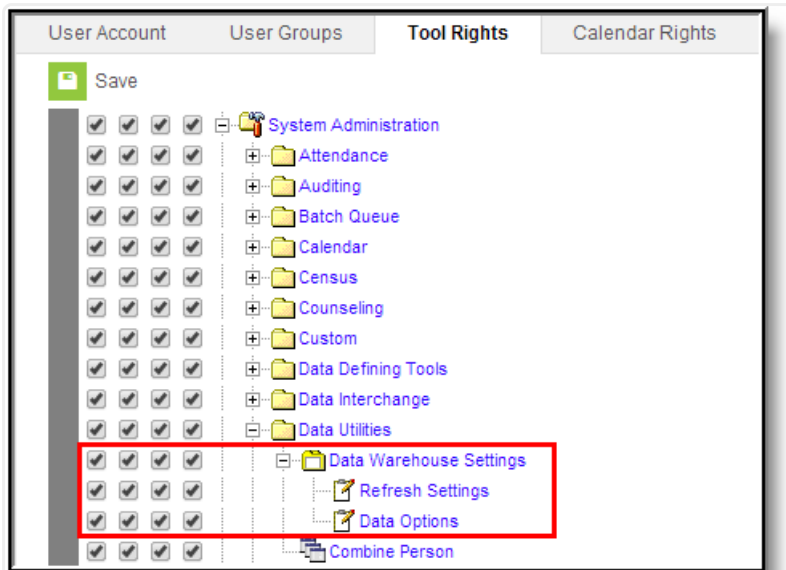 User Account User Groups Tool Rights Calendar Rights
Save
System Administration
Attendance
Auditing
Batch Queue
Calendar
Census
Counseling
Custom
Data Defining Tools
Data Interchange
Data Utilities
Data Warehouse Settings
Refresh Settings
Data Options
Combine Person